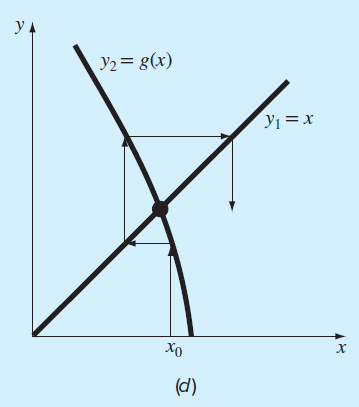 y
y₂ = g(x)
y₁ = x
x₀
x
(d)